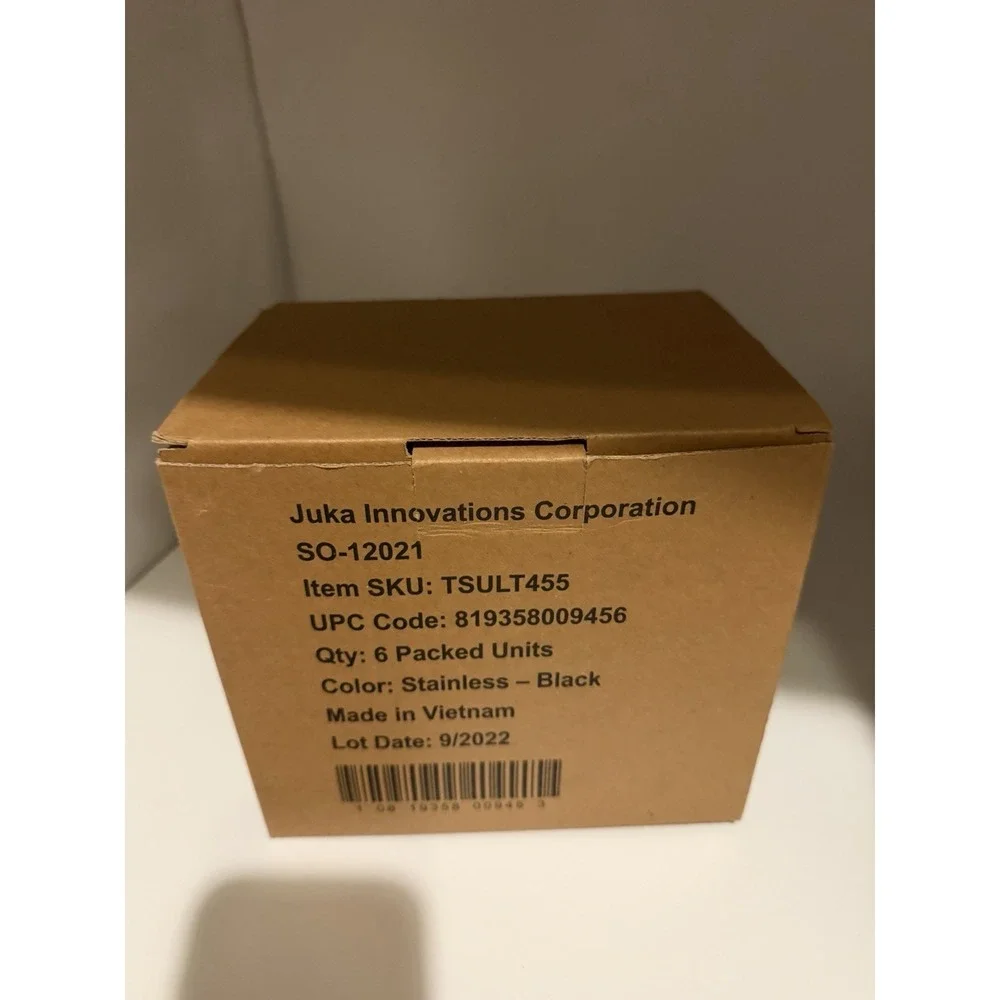 Juka Innovations Corporation
SO-12021
Item SKU: TSULT455
UPC Code: 819358009456
Qty: 6 Packed Units
Color: Stainless – Black
Made in Vietnam
Lot Date: 9/2022